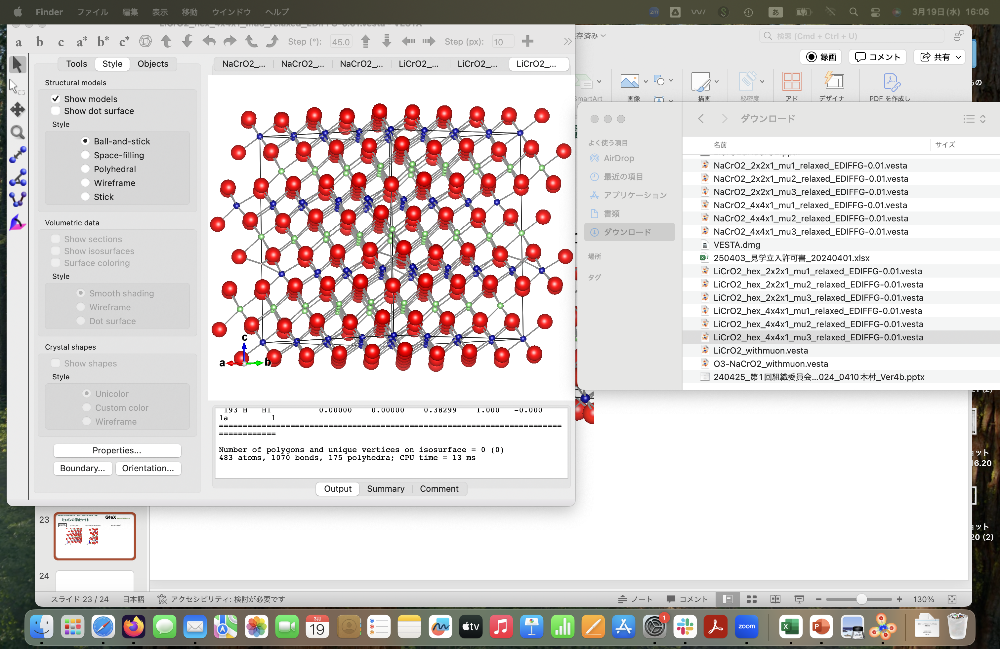 Finder ファイル 編集 表示 移動 ウインドウ ヘルプ
zm あ 3月19日(水) 16:06
LiCrO2_hex_4x4x1_mu3_relaxed_EDIFFG-0.01.vesta - VESTA
a b c a* b* c* Step (°): 45.0 Step (px): 10
Tools Style Objects
NaCrO2_... NaCrO2_... NaCrO2_... LiCrO2_... LiCrO2_... LiCrO2_...
Structural models
Show models
Show dot surface
Style
Ball-and-stick
Space-filling
Polyhedral
Wireframe
Stick
Volumetric data
Show sections
Show isosurfaces
Surface coloring
Style
Smooth shading
Wireframe
Dot surface
Crystal shapes
Show shapes
Style
Unicolor
Custom color
Wireframe
Properties...
Boundary... Orientation...
c
a b
193 H H1 0.00000 0.00000 0.38299 1.000 -0.000
1a 1
Number of polygons and unique vertices on isosurface = 0 (0)
483 atoms, 1070 bonds, 175 polyhedra; CPU time = 13 ms
Output Summary Comment
存済み
検索 (Cmd + Ctrl + U)
録画 コメント 共有
SmartArt 画像 描画 秘密度 アド デザイナ PDF を作成し
の
ダウンロード
よく使う項目
AirDrop
最近の項目
アプリケーション
書類
ダウンロード
場所
タグ
名前 サイズ
NaCrO2_2x2x1_mu1_relaxed_EDIFFG-0.01.vesta
NaCrO2_2x2x1_mu2_relaxed_EDIFFG-0.01.vesta
NaCrO2_2x2x1_mu3_relaxed_EDIFFG-0.01.vesta
NaCrO2_4x4x1_mu1_relaxed_EDIFFG-0.01.vesta
NaCrO2_4x4x1_mu2_relaxed_EDIFFG-0.01.vesta
NaCrO2_4x4x1_mu3_relaxed_EDIFFG-0.01.vesta
VESTA.dmg
250403_見学立入許可書_20240401.xlsx
LiCrO2_hex_2x2x1_mu1_relaxed_EDIFFG-0.01.vesta
LiCrO2_hex_2x2x1_mu2_relaxed_EDIFFG-0.01.vesta
LiCrO2_hex_2x2x1_mu3_relaxed_EDIFFG-0.01.vesta
LiCrO2_hex_4x4x1_mu1_relaxed_EDIFFG-0.01.vesta
LiCrO2_hex_4x4x1_mu2_relaxed_EDIFFG-0.01.vesta
LiCrO2_hex_4x4x1_mu3_relaxed_EDIFFG-0.01.vesta
LiCrO2_withmuon.vesta
O3-NaCrO2_withmuon.vesta
240425_第1回組織委員会...024_0410木村_Ver4b.pptx
ョット
16.20
ョット
20 (2)
23
ミュオンの停止サイト
GteX
LiCrO2
24
スライド 23 / 24 日本語 アクセシビリティ: 検討が必要です ノート コメント 130%
3月
19
tv
1
zoom
X
P